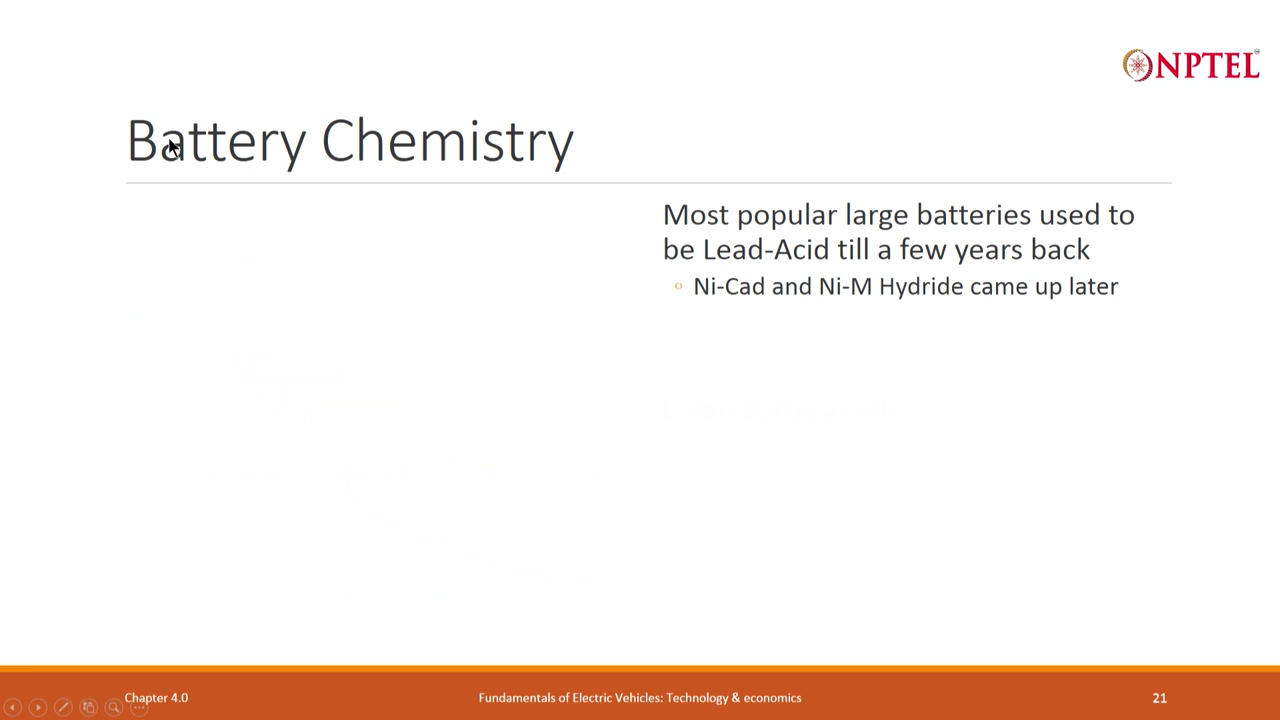 NPTEL
Battery Chemistry
Most popular large batteries used to
be Lead-Acid till a few years back
Ni-Cad and Ni-M Hydride came up later
Chapter 4.0
Fundamentals of Electric Vehicles: Technology & economics
21